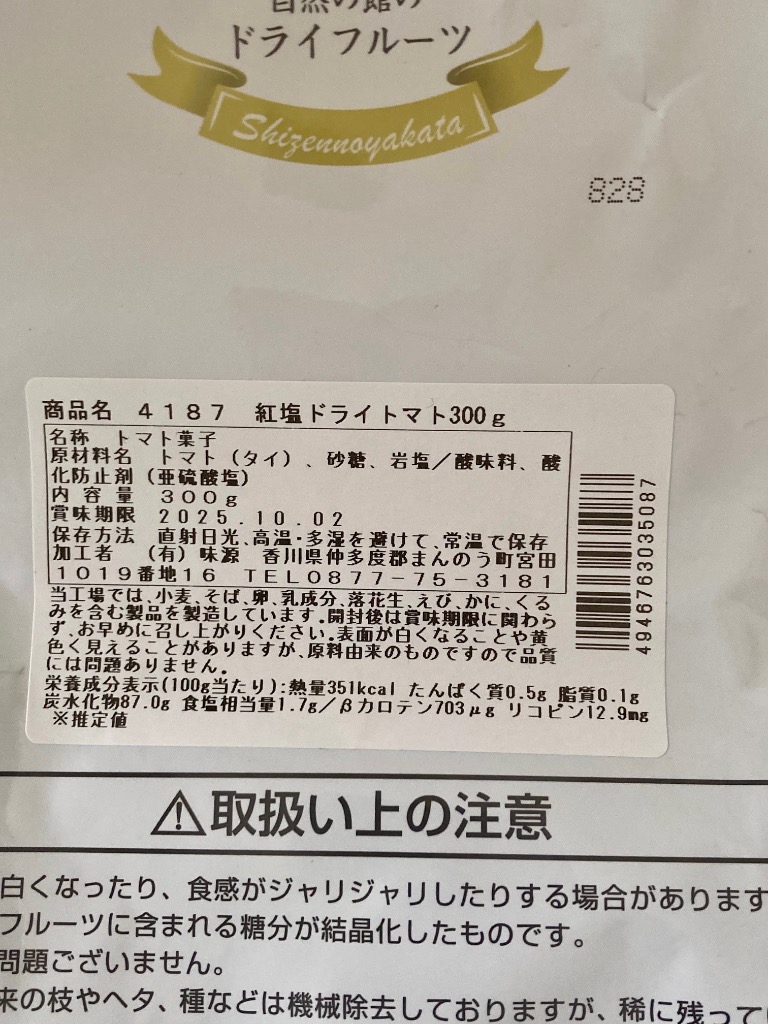 自然の館の
ドライフルーツ
Shizennoyakata
828
商品名 4187 紅塩ドライトマト300g
名称 トマト菓子
原材料名 トマト(タイ)、砂糖、岩塩/酸味料、酸
化防止剤(亜硫酸塩)
内容量 300g
賞味期限 2025.10.02
保存方法 直射日光、高温・多湿を避けて、常温で保存
加工者 (有)味源 香川県仲多度郡まんのう町宮田
1019番地16 TEL0877-75-3181
当工場では、小麦、そば、卵、乳成分、落花生、えび、かに、くる
みを含む製品を製造しています。開封後は賞味期限に関わら
ず、お早めに召し上がりください。表面が白くなることや黄
色く見えることがありますが、原料由来のものですので品質
には問題ありません。
栄養成分表示(100g当たり):熱量351kcal たんぱく質0.5g 脂質0.1g
炭水化物87.0g 食塩相当量1.7g/βカロテン703μg リコピン12.9mg
※推定値
4946763035087
⚠取扱い上の注意
白くなったり、食感がジャリジャリしたりする場合があります
フルーツに含まれる糖分が結晶化したものです。
問題ございません。
来の枝やヘタ、種などは機械除去しておりますが、稀に残って